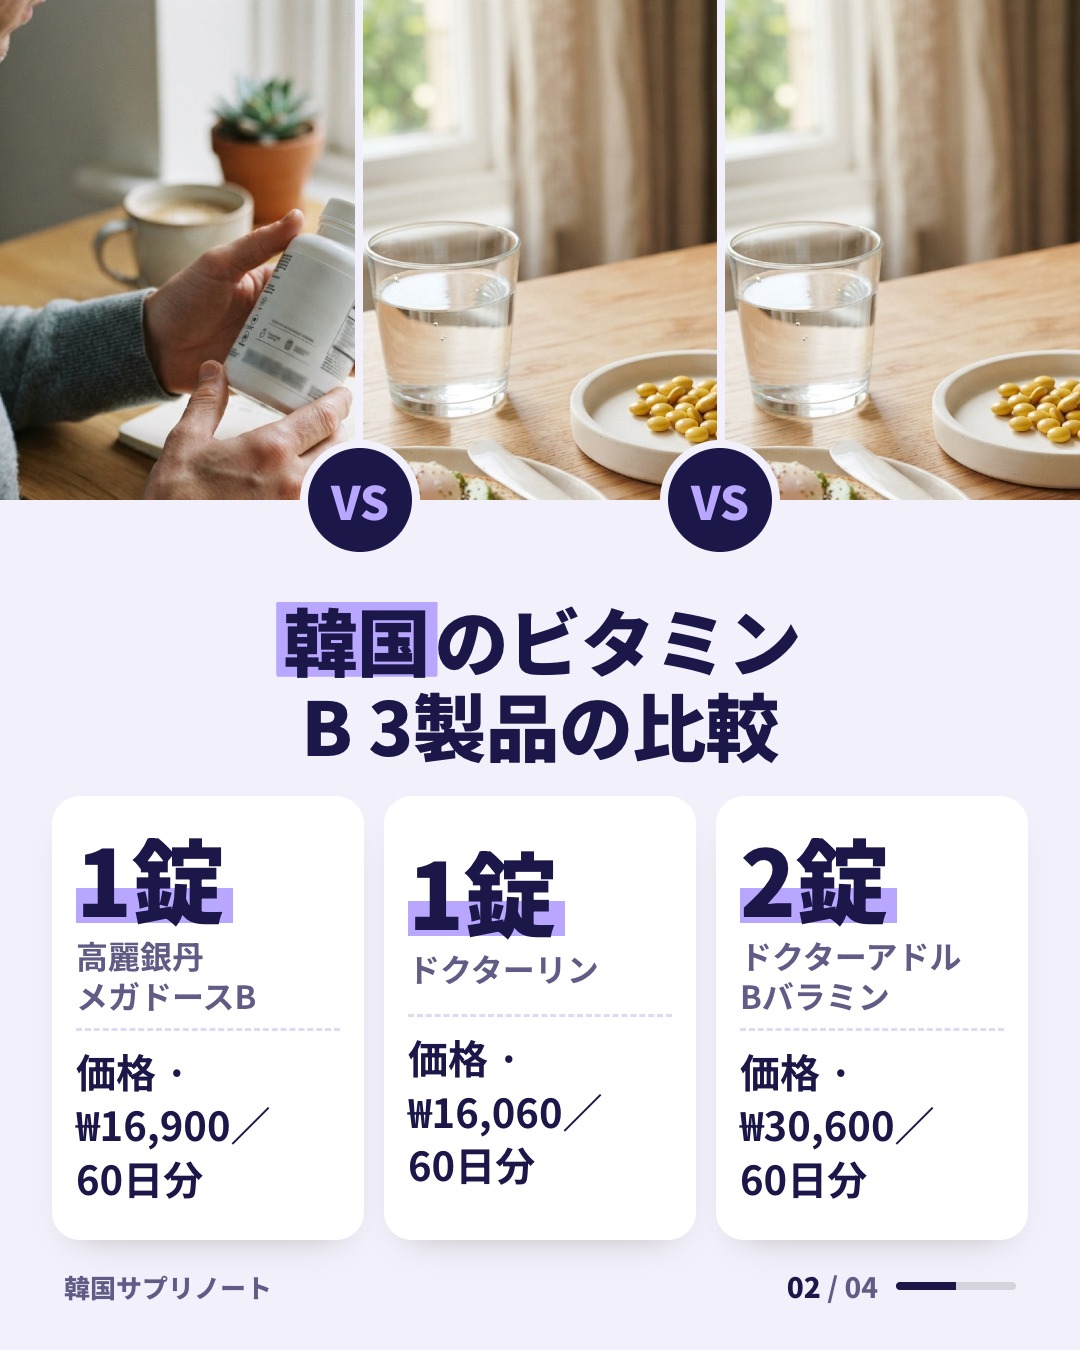 VS
VS
韓国のビタミン
B 3製品の比較
1錠
高麗銀丹
メガドースB
価格・
₩16,900／
60日分
1錠
ドクターリン
価格・
₩16,060／
60日分
2錠
ドクターアドル
Bバラミン
価格・
₩30,600／
60日分
韓国サプリノート
02 / 04